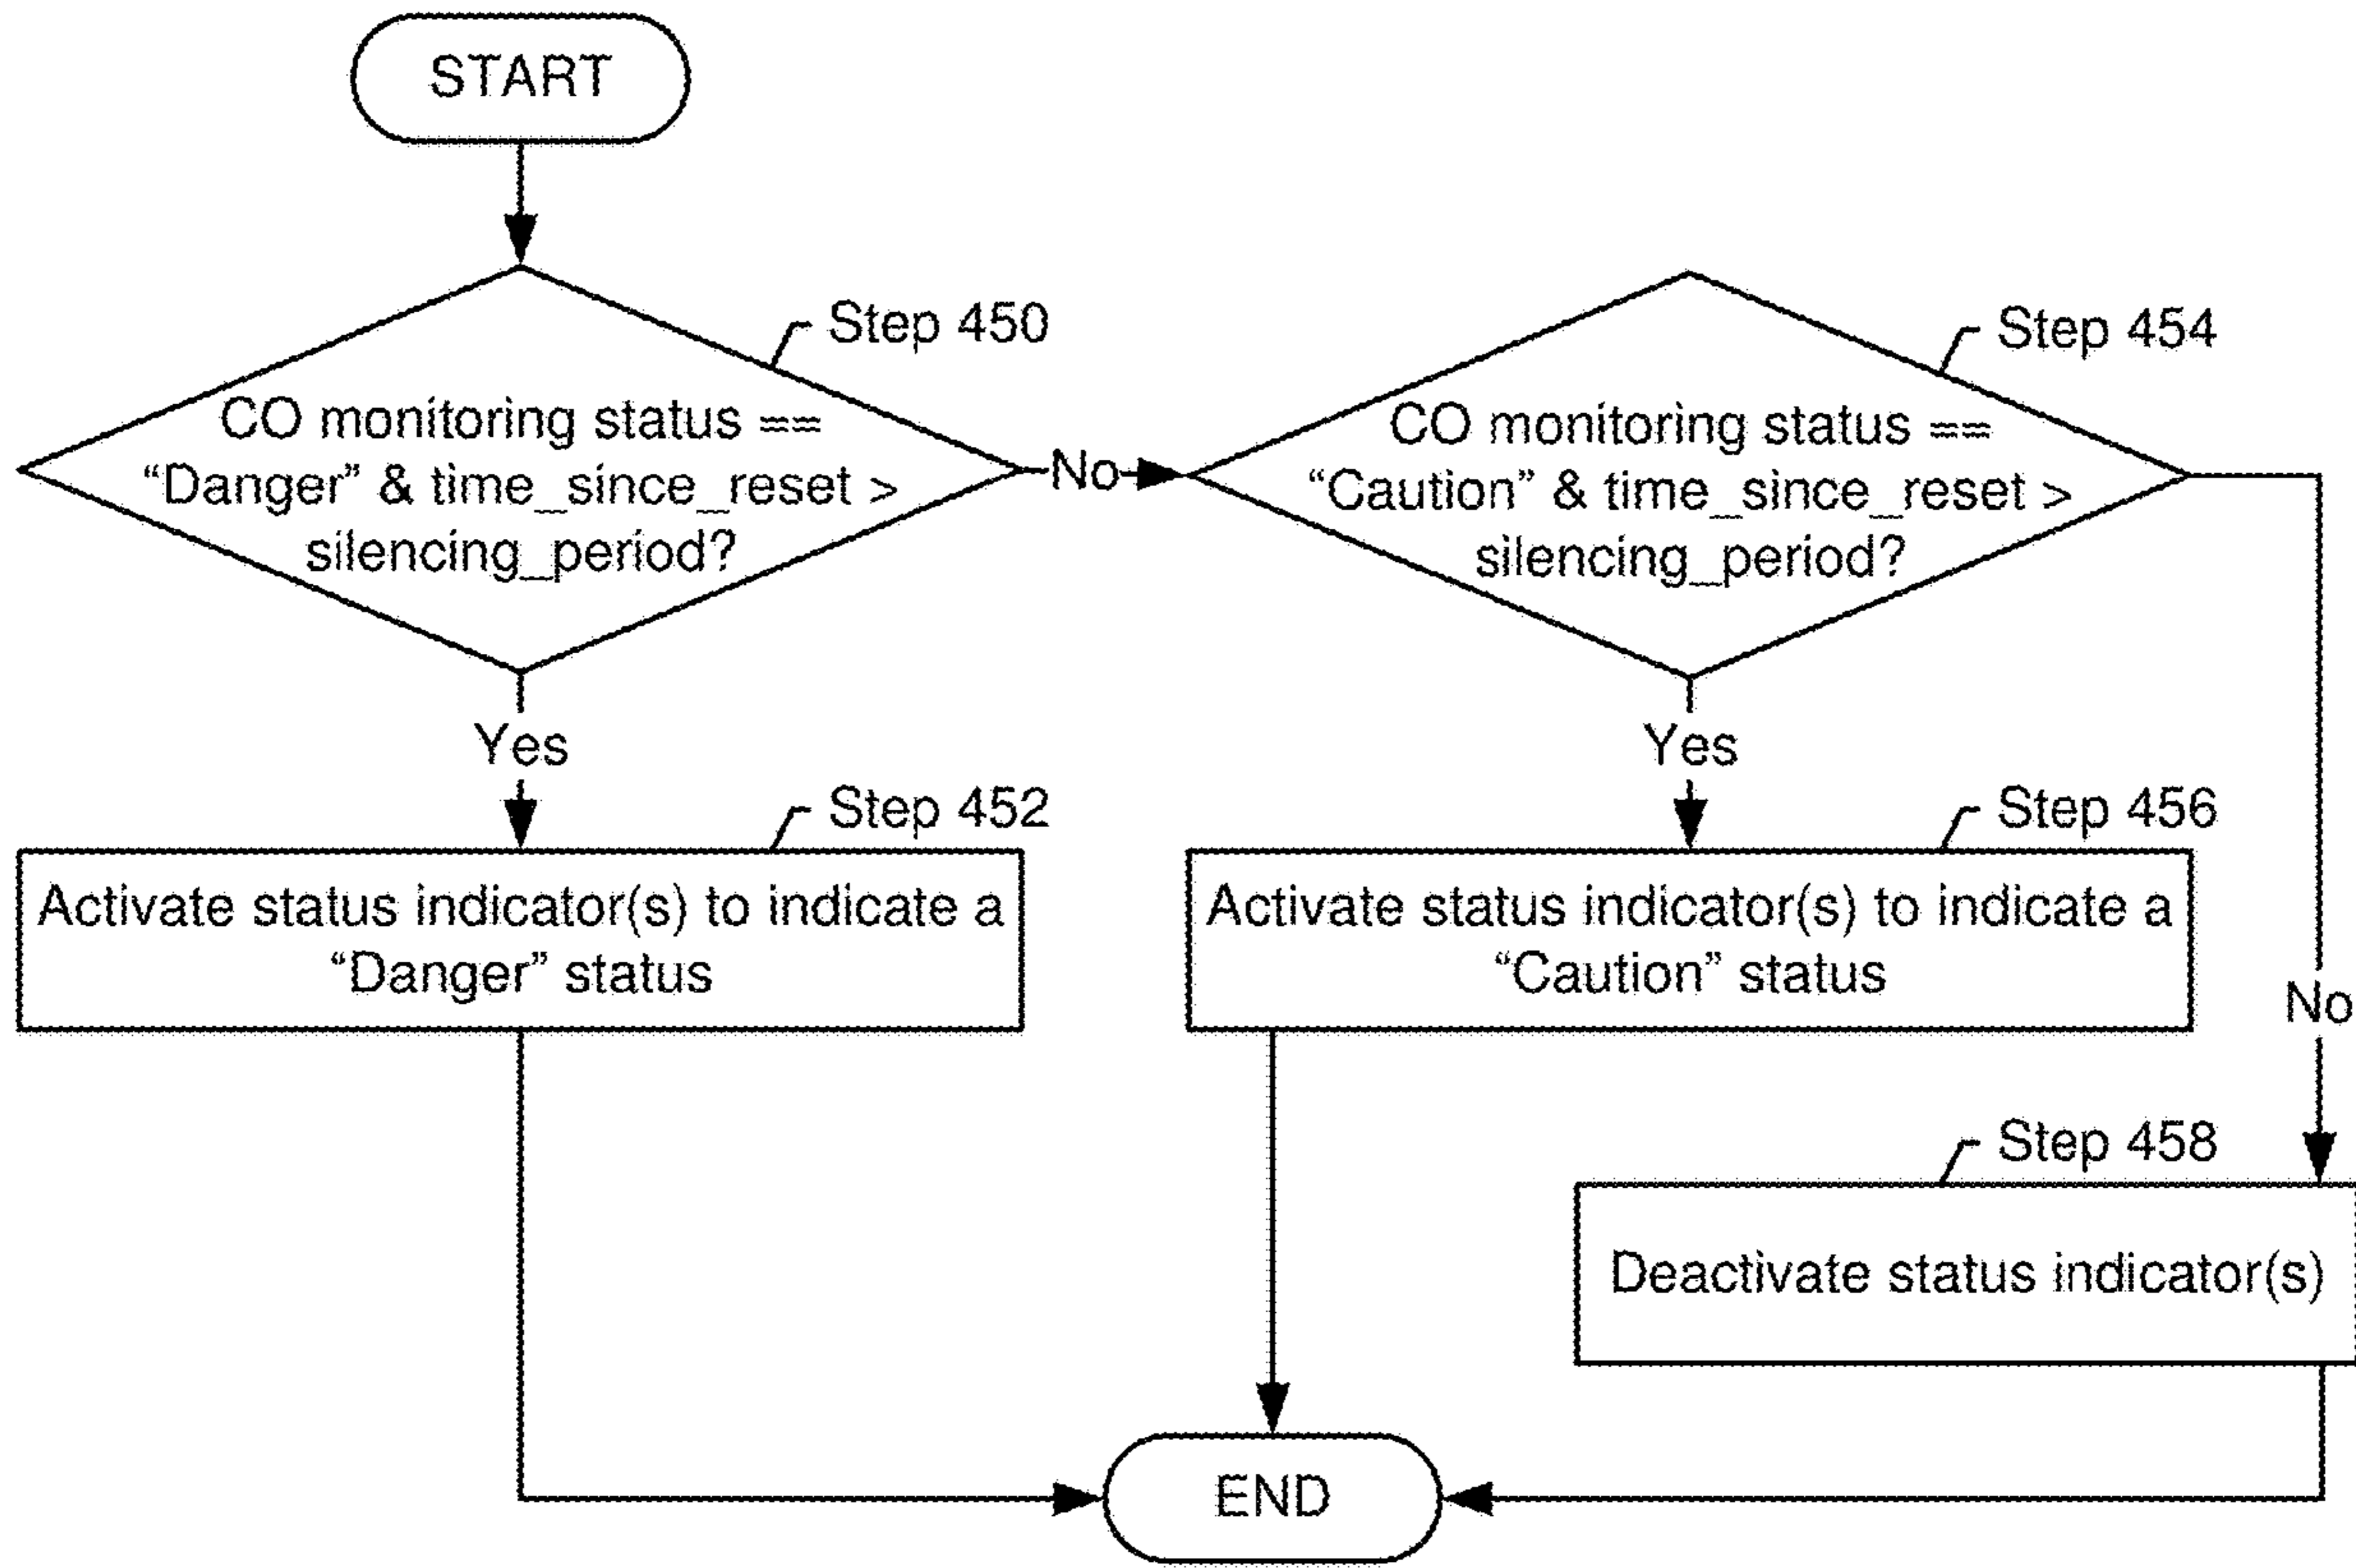 START
Step 450
CO monitoring status ==
“Danger” & time_since_reset >
silencing_period?
No
Step 454
CO monitoring status ==
“Caution” & time_since_reset >
silencing_period?
Yes
Yes
Step 452
Activate status indicator(s) to indicate a
“Danger” status
Step 456
Activate status indicator(s) to indicate a
“Caution” status
No
Step 458
Deactivate status indicator(s)
END